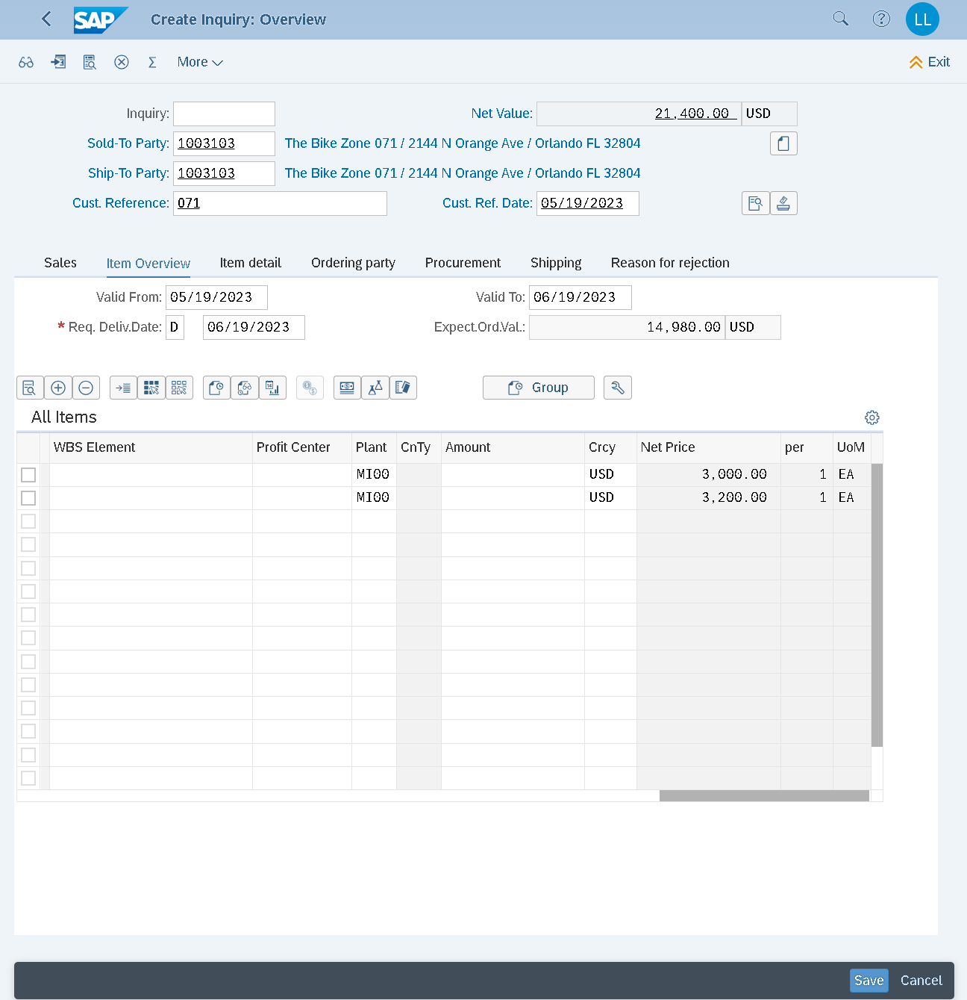 SAP Create Inquiry: Overview ? LL
More Exit
Inquiry: Net Value: 21,400.00 USD
Sold-To Party: 1003103 The Bike Zone 071 / 2144 N Orange Ave / Orlando FL 32804
Ship-To Party: 1003103 The Bike Zone 071 / 2144 N Orange Ave / Orlando FL 32804
Cust. Reference: 071 Cust. Ref. Date: 05/19/2023
Sales Item Overview Item detail Ordering party Procurement Shipping Reason for rejection
Valid From: 05/19/2023 Valid To: 06/19/2023
* Req. Deliv.Date: D 06/19/2023 Expect.Ord.Val.: 14,980.00 USD
Group
All Items
WBS Element Profit Center Plant CnTy Amount Crcy Net Price per UoM
MI00 USD 3,000.00 1 EA
MI00 USD 3,200.00 1 EA
Save Cancel